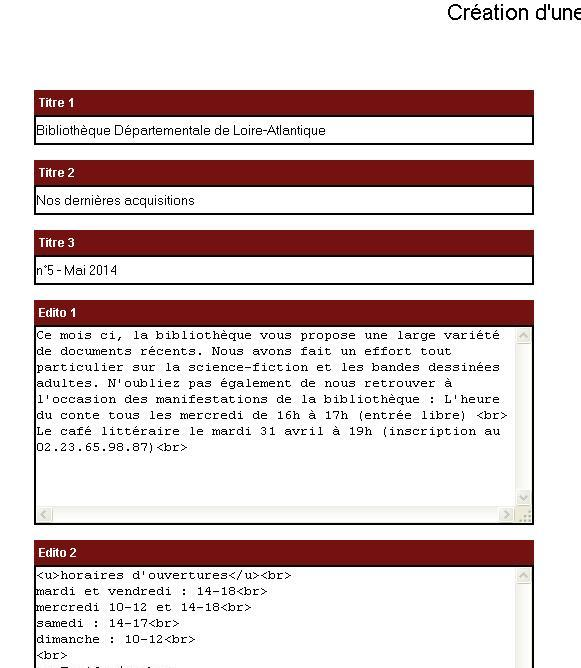 Création d'une
Titre 1
Bibliothèque Départementale de Loire-Atlantique
Titre 2
Nos dernières acquisitions
Titre 3
n°5 - Mai 2014
Edito 1
Ce mois ci, la bibliothèque vous propose une large variété
de documents récents. Nous avons fait un effort tout
particulier sur la science-fiction et les bandes dessinées
adultes. N'oubliez pas également de nous retrouver à
l'occasion des manifestations de la bibliothèque : L'heure
du conte tous les mercredi de 16h à 17h (entrée libre) <br>
Le café littéraire le mardi 31 avril à 19h (inscription au
02.23.65.98.87)<br>
Edito 2
<u>horaires d'ouvertures</u><br>
mardi et vendredi : 14-18<br>
mercredi 10-12 et 14-18<br>
samedi : 14-17<br>
dimanche : 10-12<br>
<br>